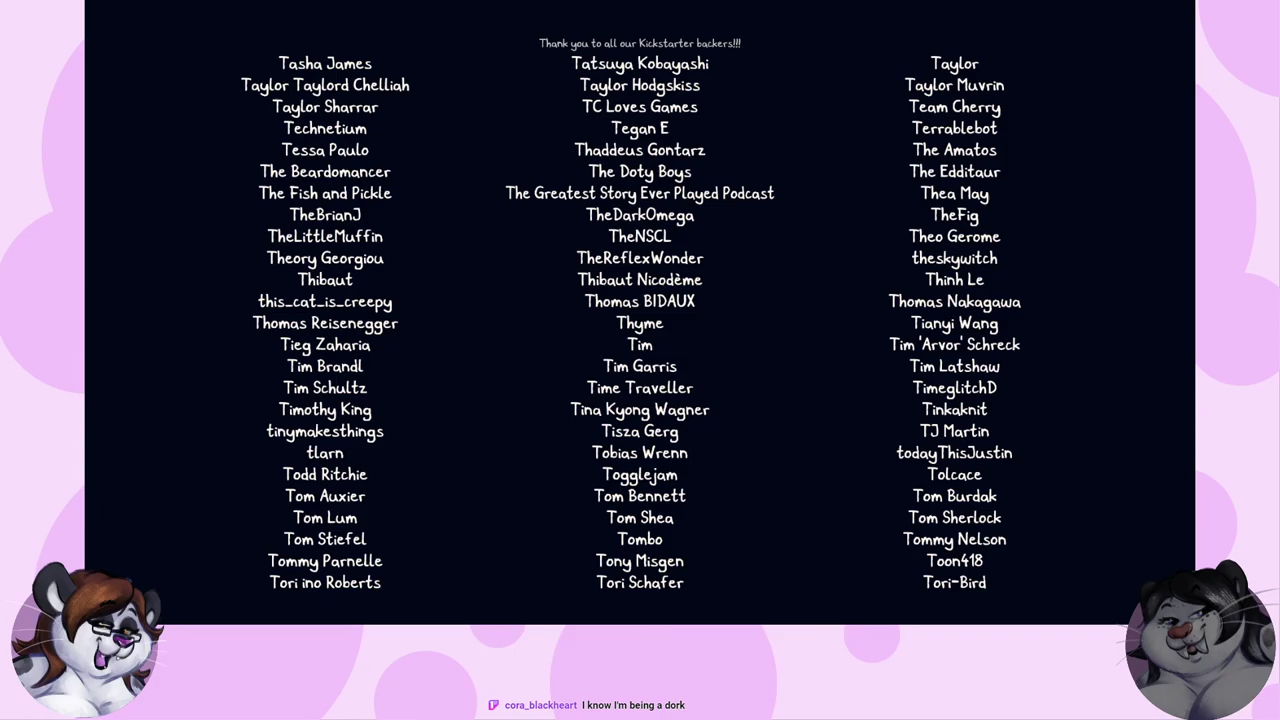 Thank you to all our Kickstarter backers!!!
Tasha James Tatsuya Kobayashi Taylor
Taylor Taylord Chelliah Taylor Hodgskiss Taylor Muvrin
Taylor Sharrar TC Loves Games Team Cherry
Technetium Tegan E Terrablebot
Tessa Paulo Thaddeus Gontarz The Amatos
The Beardomancer The Doty Boys The Edditaur
The Fish and Pickle The Greatest Story Ever Played Podcast Thea May
TheBrianJ TheDarkOmega TheFig
TheLittleMuffin TheNSCL Theo Gerome
Theory Georgiou TheReflexWonder theskywitch
Thibaut Thibaut Nicodème Thinh Le
this_cat_is_creepy Thomas BIDAUX Thomas Nakagawa
Thomas Reisenegger Thyme Tianyi Wang
Tieg Zaharia Tim Tim 'Arvor' Schreck
Tim Brandl Tim Garris Tim Latshaw
Tim Schultz Time Traveller TimeglitchD
Timothy King Tina Kyong Wagner Tinkaknit
tinymakesthings Tisza Gerg TJ Martin
tlarn Tobias Wrenn todayThisJustin
Todd Ritchie Togglejam Tolcace
Tom Auxier Tom Bennett Tom Burdak
Tom Lum Tom Shea Tom Sherlock
Tom Stiefel Tombo Tommy Nelson
Tommy Parnelle Tony Misgen Toon418
Tori ino Roberts Tori Schafer Tori-Bird
cora_blackheart I know I'm being a dork